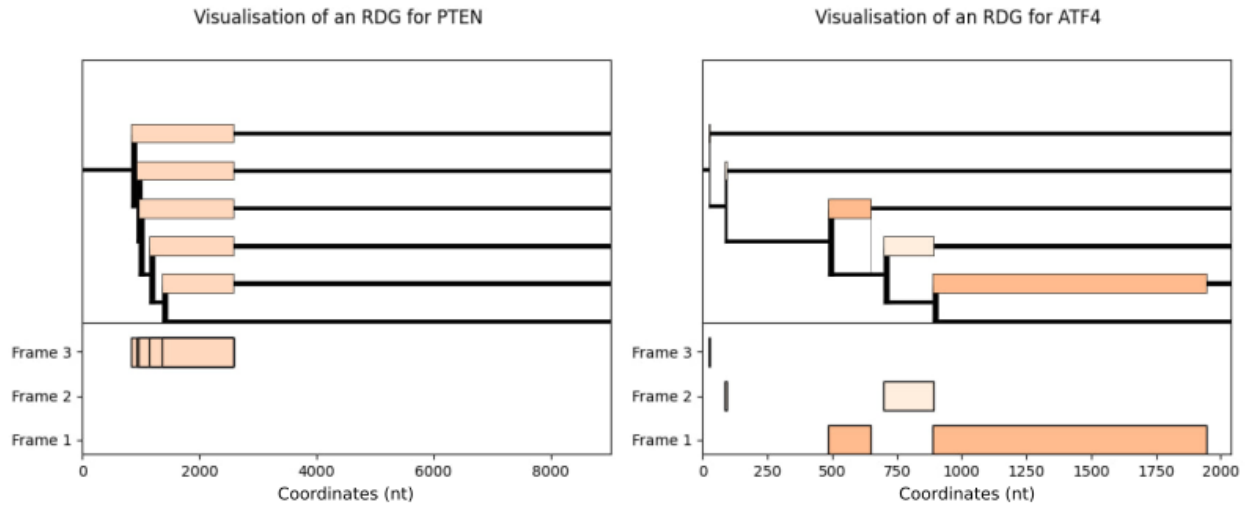 Visualisation of an RDG for PTEN
Frame 3
Frame 2
Frame 1
0 2000 4000 6000 8000
Coordinates (nt)
Visualisation of an RDG for ATF4
Frame 3
Frame 2
Frame 1
0 250 500 750 1000 1250 1500 1750 2000
Coordinates (nt)